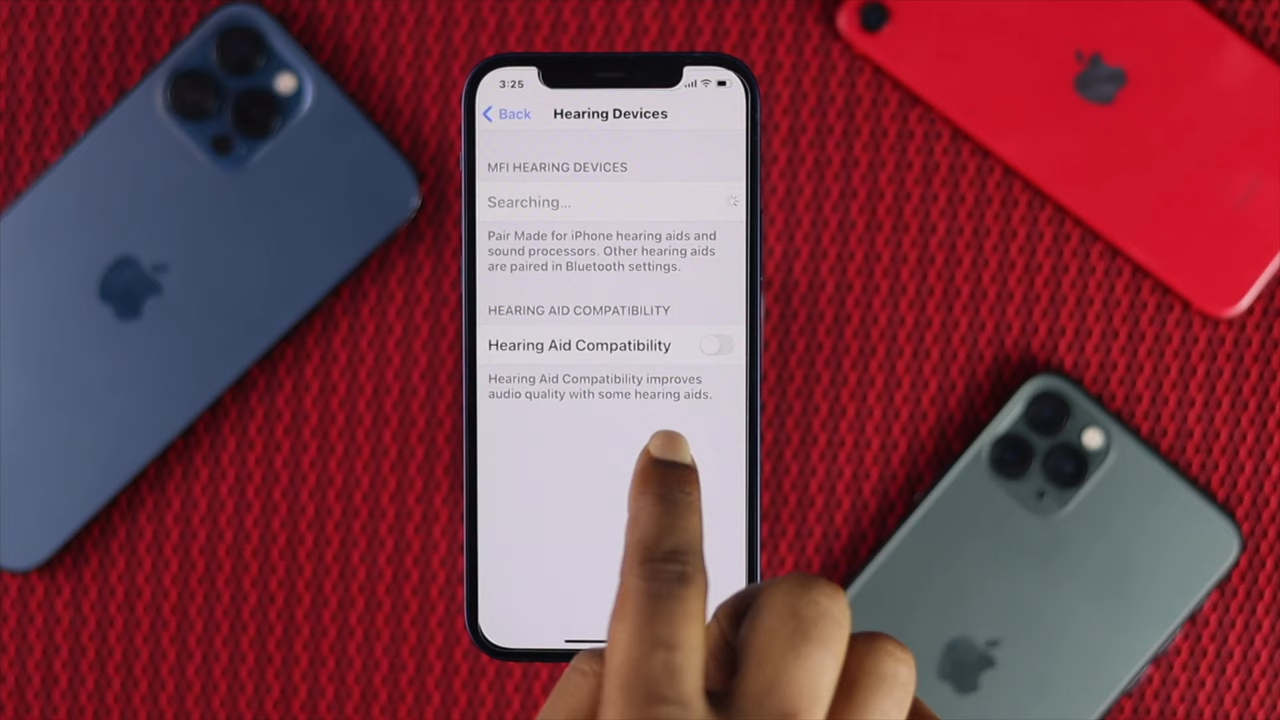 3:25
Back
Hearing Devices
MFI HEARING DEVICES
Searching...
Pair Made for iPhone hearing aids and
sound processors. Other hearing aids
are paired in Bluetooth settings.
HEARING AID COMPATIBILITY
Hearing Aid Compatibility
Hearing Aid Compatibility improves
audio quality with some hearing aids.